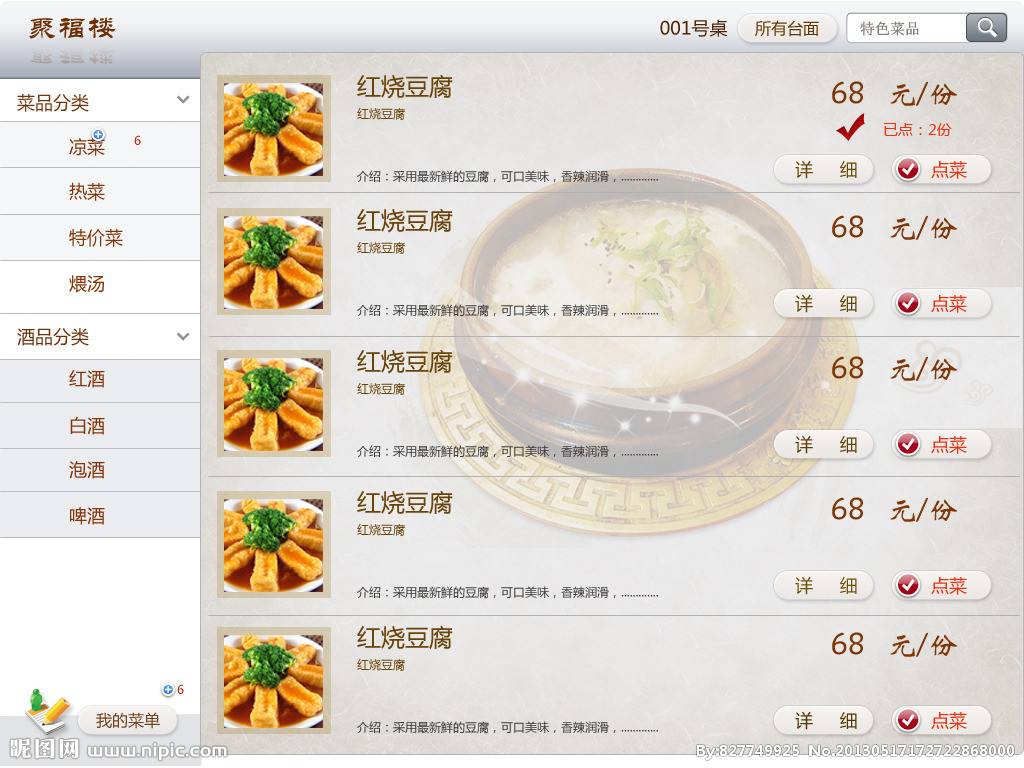 聚福楼
001号桌
所有台面
特色菜品
菜品分类
凉菜
6
热菜
特价菜
煨汤
酒品分类
红酒
白酒
泡酒
啤酒
6
我的菜单
红烧豆腐
红烧豆腐
介绍：采用最新鲜的豆腐，可口美味，香辣润滑，.............
68 元/份
已点：2份
详 细
点菜
红烧豆腐
红烧豆腐
介绍：采用最新鲜的豆腐，可口美味，香辣润滑，.............
68 元/份
详 细
点菜
红烧豆腐
红烧豆腐
介绍：采用最新鲜的豆腐，可口美味，香辣润滑，.............
68 元/份
详 细
点菜
红烧豆腐
红烧豆腐
介绍：采用最新鲜的豆腐，可口美味，香辣润滑，.............
68 元/份
详 细
点菜
红烧豆腐
红烧豆腐
介绍：采用最新鲜的豆腐，可口美味，香辣润滑，.............
68 元/份
详 细
点菜
昵图网 www.nipic.com
By:827749925 No.20130517172722868000